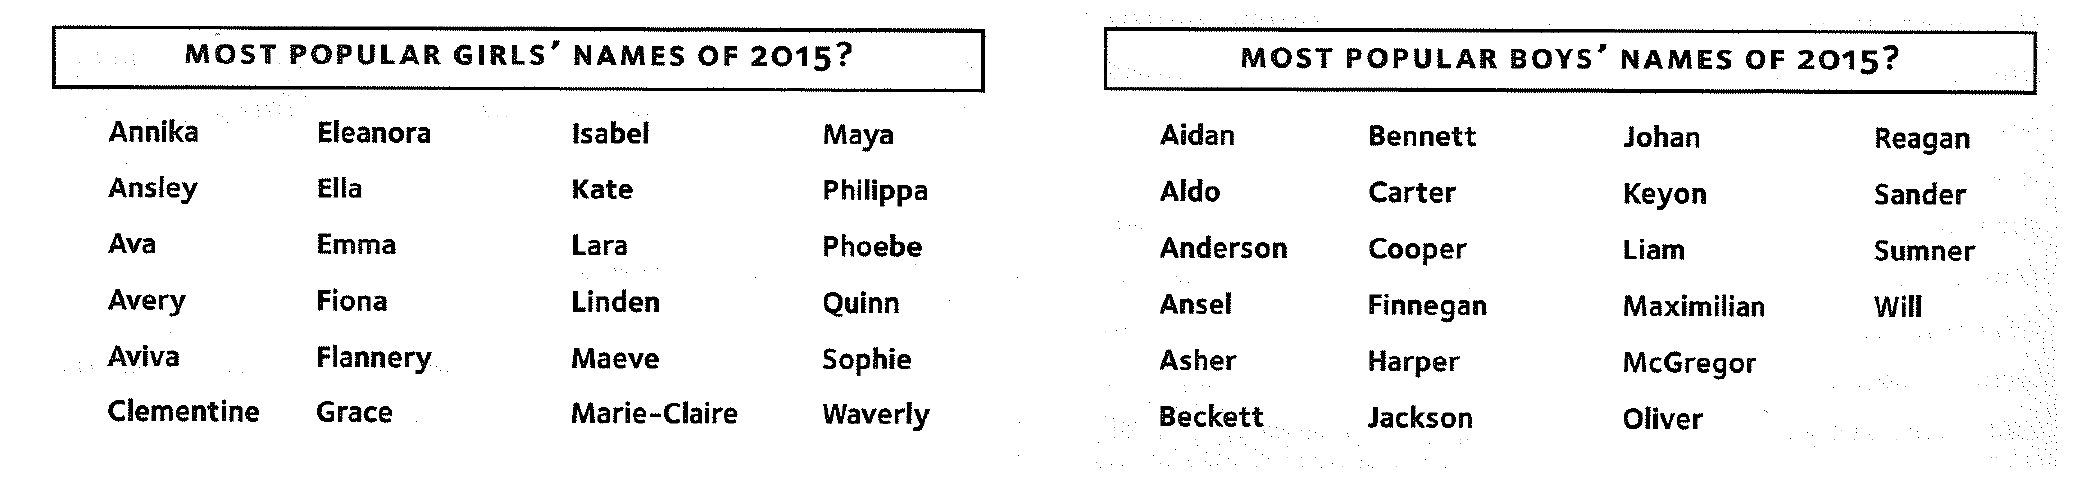 MOST POPULAR GIRLS' NAMES OF 2015?
Annika Eleanora Isabel Maya
Ansley Ella Kate Philippa
Ava Emma Lara Phoebe
Avery Fiona Linden Quinn
Aviva Flannery Maeve Sophie
Clementine Grace Marie-Claire Waverly
MOST POPULAR BOYS' NAMES OF 2015?
Aidan Bennett Johan Reagan
Aldo Carter Keyon Sander
Anderson Cooper Liam Sumner
Ansel Finnegan Maximilian Will
Asher Harper McGregor
Beckett Jackson Oliver